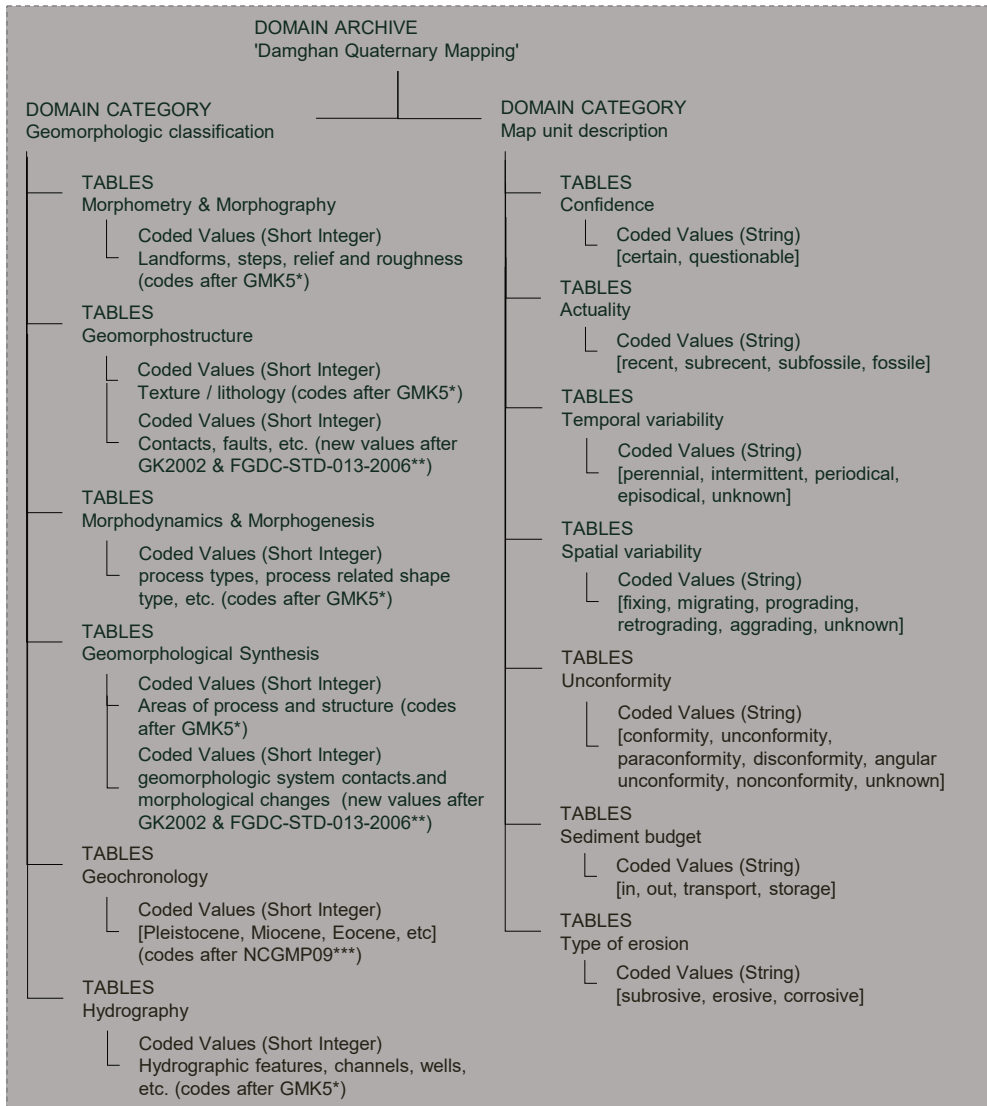 DOMAIN ARCHIVE
'Damghan Quaternary Mapping'
DOMAIN CATEGORY
Geomorphologic classification
TABLES
Morphometry & Morphography
Coded Values (Short Integer)
Landforms, steps, relief and roughness
(codes after GMK5*)
TABLES
Geomorphostructure
Coded Values (Short Integer)
Texture / lithology (codes after GMK5*)
Coded Values (Short Integer)
Contacts, faults, etc. (new values after
GK2002 & FGDC-STD-013-2006**)
TABLES
Morphodynamics & Morphogenesis
Coded Values (Short Integer)
process types, process related shape
type, etc. (codes after GMK5*)
TABLES
Geomorphological Synthesis
Coded Values (Short Integer)
Areas of process and structure (codes
after GMK5*)
Coded Values (Short Integer)
geomorphologic system contacts.and
morphological changes (new values after
GK2002 & FGDC-STD-013-2006**)
TABLES
Geochronology
Coded Values (Short Integer)
[Pleistocene, Miocene, Eocene, etc]
(codes after NCGMP09***)
TABLES
Hydrography
Coded Values (Short Integer)
Hydrographic features, channels, wells,
etc. (codes after GMK5*)
DOMAIN CATEGORY
Map unit description
TABLES
Confidence
Coded Values (String)
[certain, questionable]
TABLES
Actuality
Coded Values (String)
[recent, subrecent, subfossile, fossile]
TABLES
Temporal variability
Coded Values (String)
[perennial, intermittent, periodical,
episodical, unknown]
TABLES
Spatial variability
Coded Values (String)
[fixing, migrating, prograding,
retrograding, aggrading, unknown]
TABLES
Unconformity
Coded Values (String)
[conformity, unconformity,
paraconformity, disconformity, angular
unconformity, nonconformity, unknown]
TABLES
Sediment budget
Coded Values (String)
[in, out, transport, storage]
TABLES
Type of erosion
Coded Values (String)
[subrosive, erosive, corrosive]